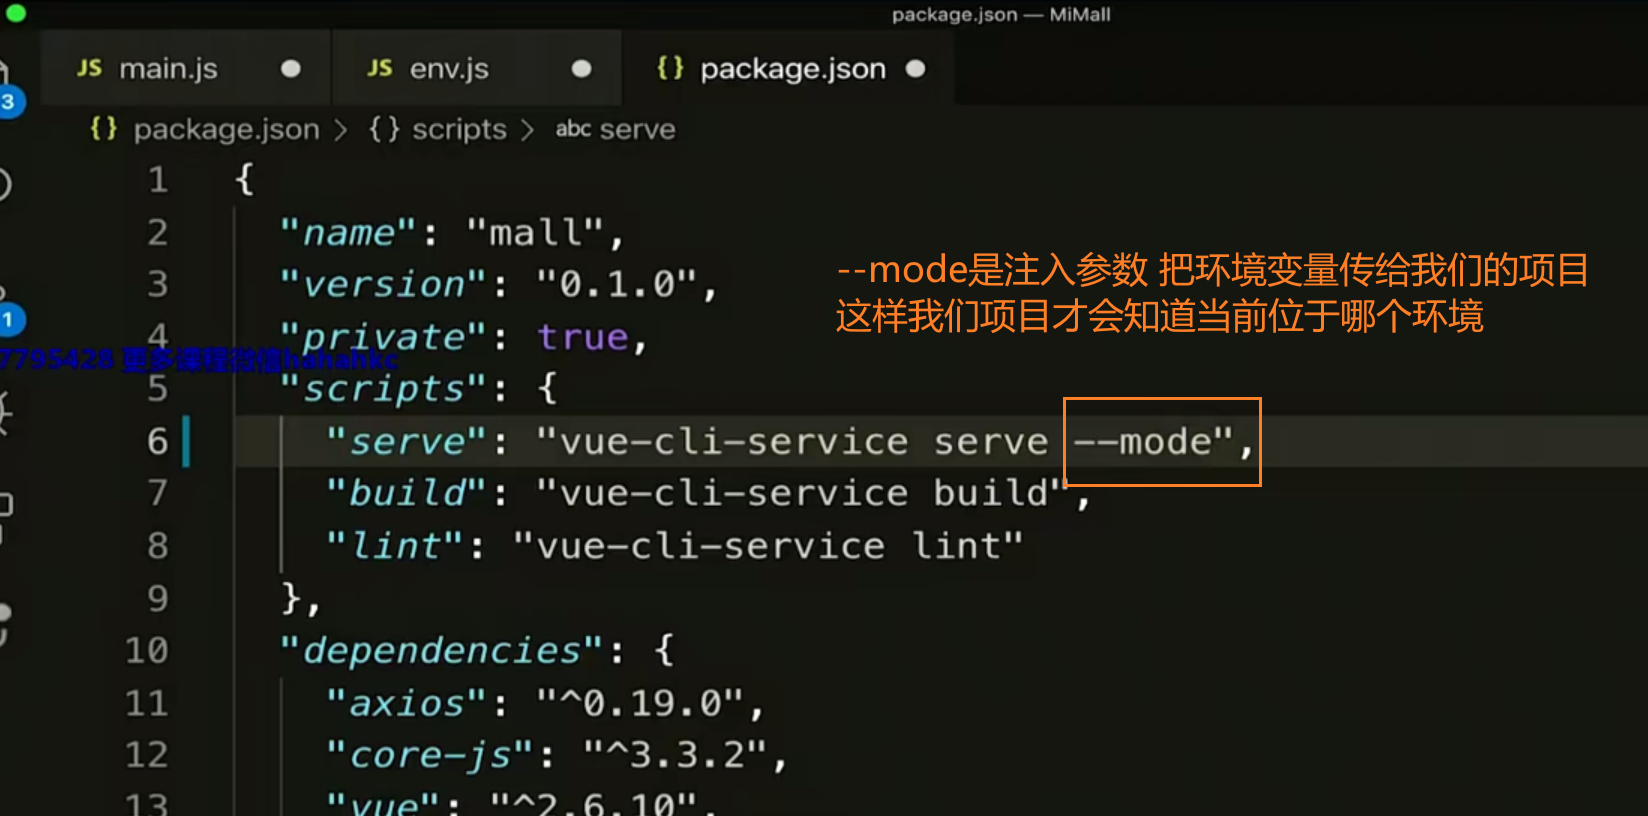 package.json — MiMall
JS main.js
JS env.js
{} package.json
{} package.json > {} scripts > abc serve
3
1
1 {
2 "name": "mall",
3 "version": "0.1.0",
4 "private": true,
7795428 更多课程微信hahahkc
5 "scripts": {
6 "serve": "vue-cli-service serve --mode",
7 "build": "vue-cli-service build",
8 "lint": "vue-cli-service lint"
9 },
10 "dependencies": {
11 "axios": "^0.19.0",
12 "core-js": "^3.3.2",
13 "vue": "^2.6.10",
--mode是注入参数 把环境变量传给我们的项目
这样我们项目才会知道当前位于哪个环境